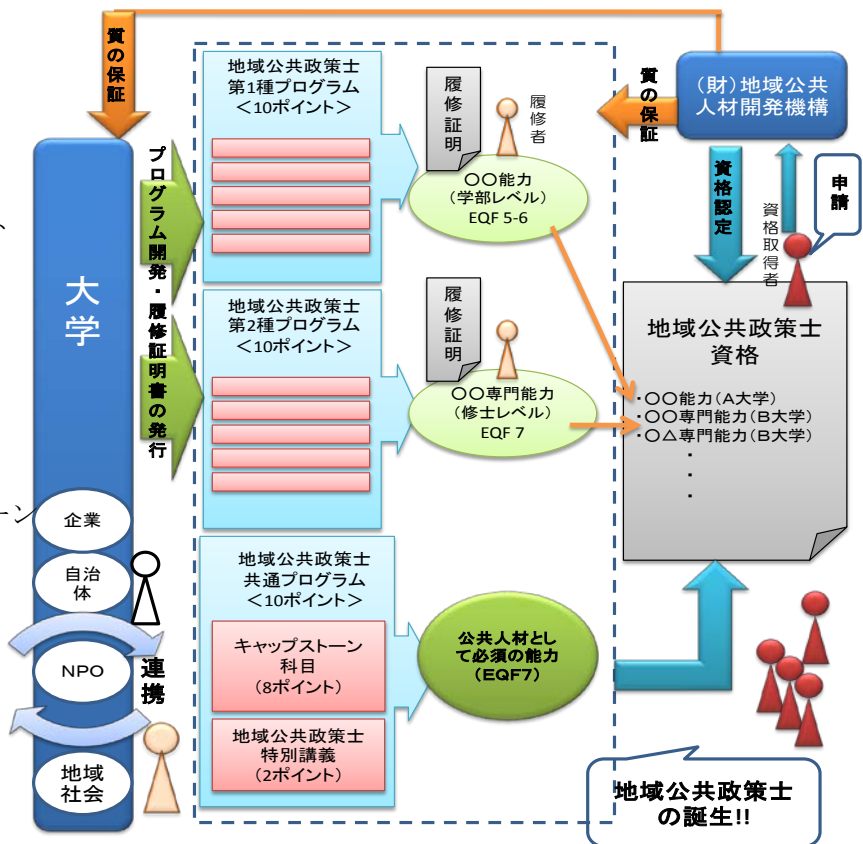 質の保証
大学
企業
自治
体
NPO
地域
社会
連携
プログラム開発・履修証明書の発行
、
ーン
地域公共政策士
第1種プログラム
<10ポイント>
履修証明
履修者
〇〇能力
(学部レベル)
EQF 5-6
地域公共政策士
第2種プログラム
<10ポイント>
履修証明
〇〇専門能力
(修士レベル)
EQF 7
地域公共政策士
共通プログラム
<10ポイント>
キャップストーン
科目
(8ポイント)
地域公共政策士
特別講義
(2ポイント)
公共人材とし
て必須の能力
(EQF7)
質の保証
(財)地域公共
人材開発機構
資格認定
資格取得者
申請
地域公共政策士
資格
・〇〇能力(A大学)
・〇〇専門能力(B大学)
・〇△専門能力(B大学)
・
・
・
地域公共政策士
の誕生!!